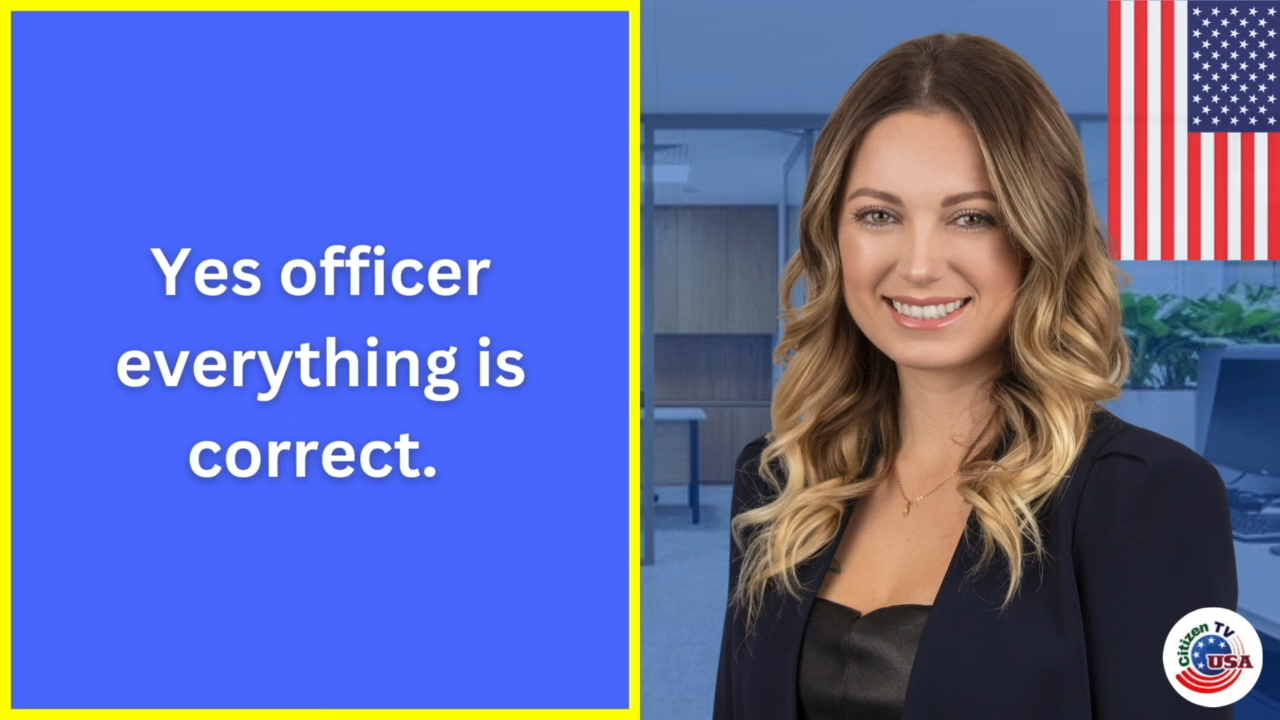 Yes officer
everything is
correct.
Citizen TV
USA